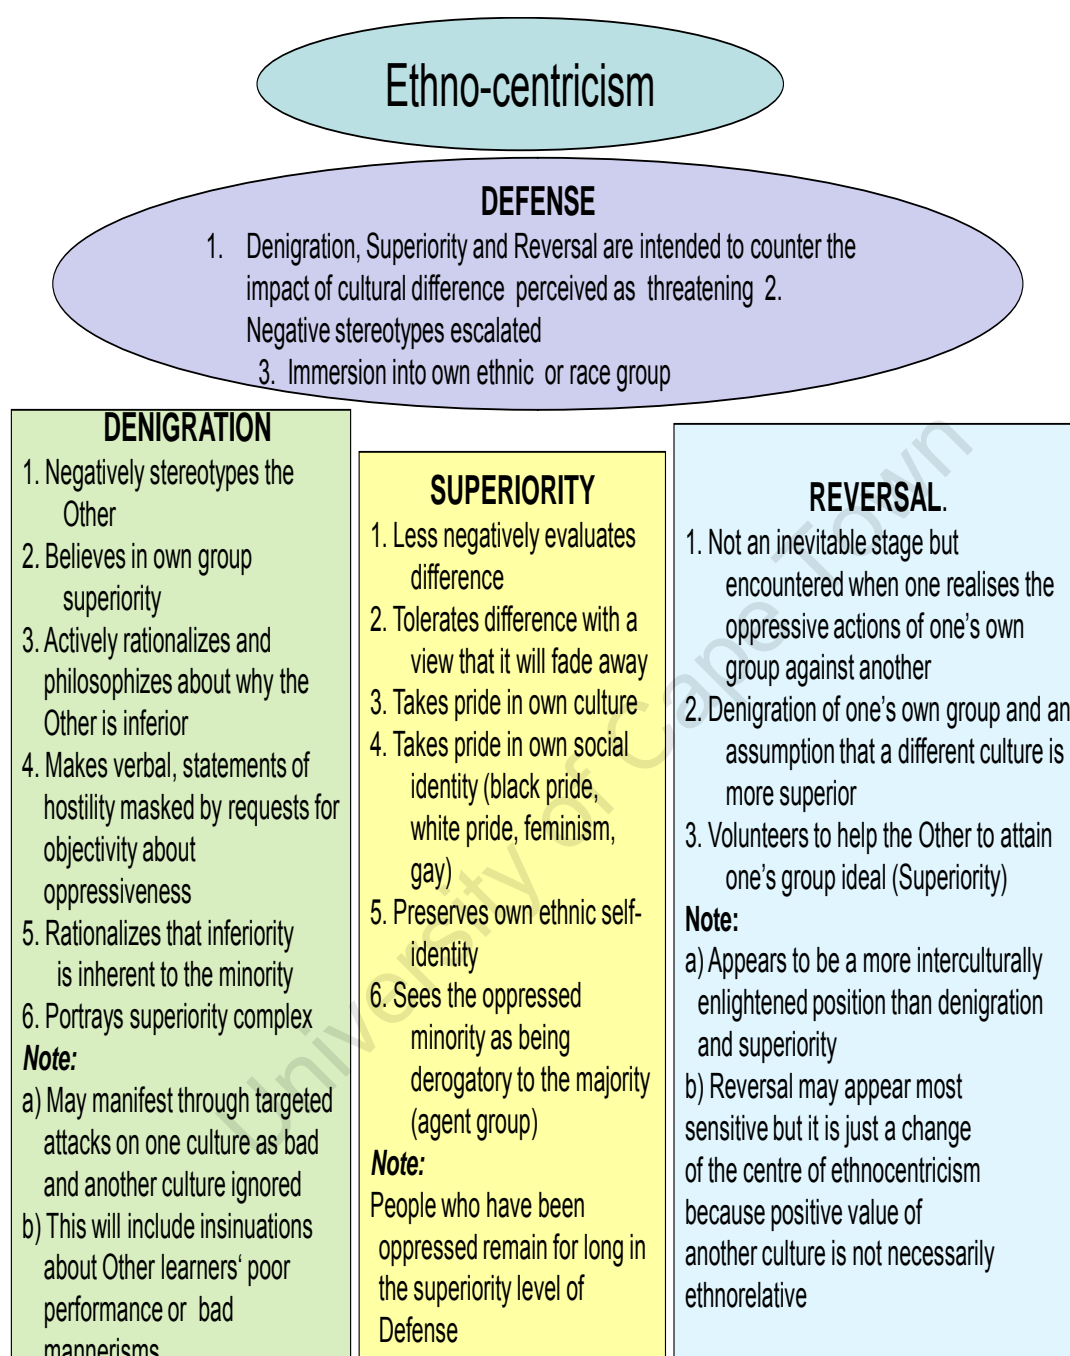 Ethno-centricism
DEFENSE
1. Denigration, Superiority and Reversal are intended to counter the
impact of cultural difference perceived as threatening 2.
Negative stereotypes escalated
3. Immersion into own ethnic or race group
DENIGRATION
1. Negatively stereotypes the
Other
2. Believes in own group
superiority
3. Actively rationalizes and
philosophizes about why the
Other is inferior
4. Makes verbal, statements of
hostility masked by requests for
objectivity about
oppressiveness
5. Rationalizes that inferiority
is inherent to the minority
6. Portrays superiority complex
Note:
a) May manifest through targeted
attacks on one culture as bad
and another culture ignored
b) This will include insinuations
about Other learners‘ poor
performance or bad
mannerisms
SUPERIORITY
1. Less negatively evaluates
difference
2. Tolerates difference with a
view that it will fade away
3. Takes pride in own culture
4. Takes pride in own social
identity (black pride,
white pride, feminism,
gay)
5. Preserves own ethnic self-
identity
6. Sees the oppressed
minority as being
derogatory to the majority
(agent group)
Note:
People who have been
oppressed remain for long in
the superiority level of
Defense
REVERSAL.
1. Not an inevitable stage but
encountered when one realises the
oppressive actions of one’s own
group against another
2. Denigration of one’s own group and an
assumption that a different culture is
more superior
3. Volunteers to help the Other to attain
one’s group ideal (Superiority)
Note:
a) Appears to be a more interculturally
enlightened position than denigration
and superiority
b) Reversal may appear most
sensitive but it is just a change
of the centre of ethnocentricism
because positive value of
another culture is not necessarily
ethnorelative
University of Cape Town